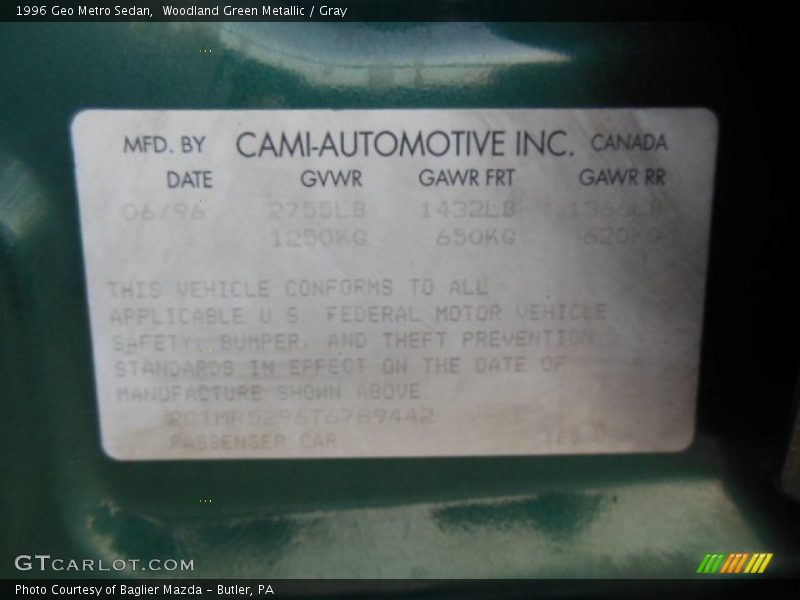 1996 Geo Metro Sedan, Woodland Green Metallic / Gray
MFD. BY CAMI-AUTOMOTIVE INC. CANADA
DATE GVWR GAWR FRT GAWR RR
06/96 2755LB 1432LB 1366LB
1250KG 650KG 620KG
THIS VEHICLE CONFORMS TO ALL
APPLICABLE U.S. FEDERAL MOTOR VEHICLE
SAFETY, BUMPER, AND THEFT PREVENTION
STANDARDS IN EFFECT ON THE DATE OF
MANUFACTURE SHOWN ABOVE
2C1MR5296T6789442
PASSENGER CAR
GTCARLOT.COM
Photo Courtesy of Baglier Mazda – Butler, PA